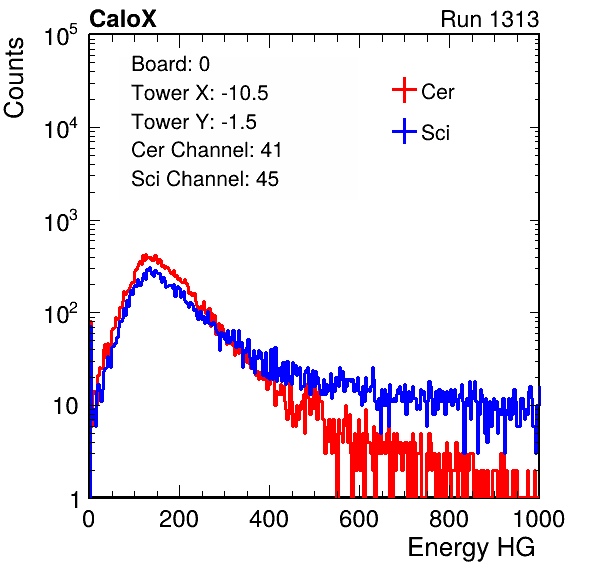 CaloX Run 1313
Counts
10^5
10^4
10^3
10^2
10
1
Board: 0
Tower X: -10.5
Tower Y: -1.5
Cer Channel: 41
Sci Channel: 45
Cer
Sci
0 200 400 600 800 1000
Energy HG